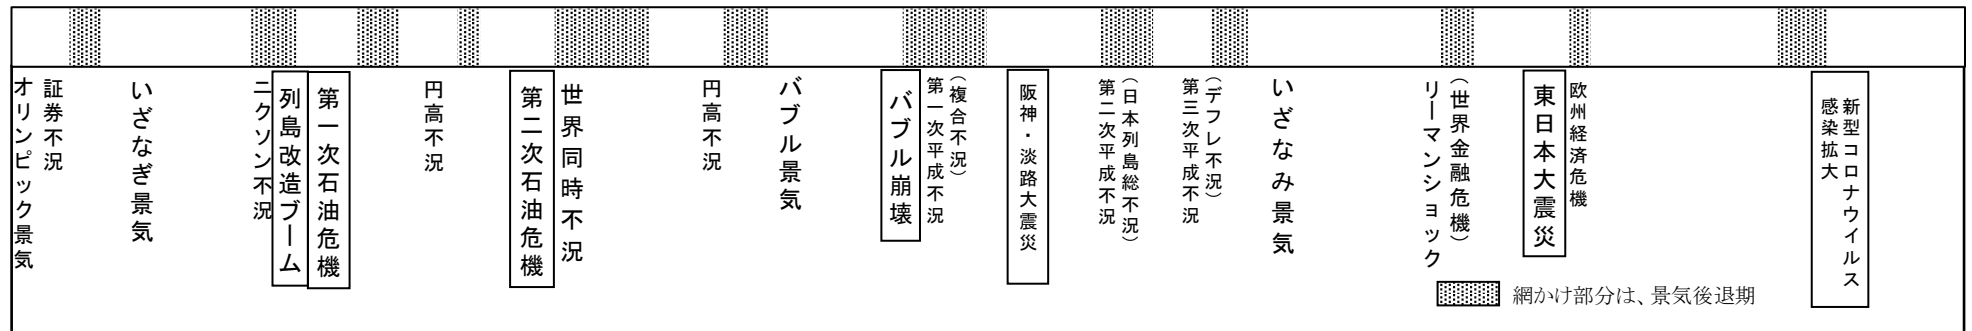 オリンピック景気
証券不況
いざなぎ景気
ニクソン不況
列島改造ブーム
第一次石油危機
円高不況
第二次石油危機
世界同時不況
円高不況
バブル景気
バブル崩壊
第一次平成不況
（複合不況）
阪神・淡路大震災
第二次平成不況
（日本列島総不況）
第三次平成不況
（デフレ不況）
いざなみ景気
リーマンショック
（世界金融危機）
東日本大震災
欧州経済危機
新型コロナウイルス
感染拡大
網かけ部分は、景気後退期